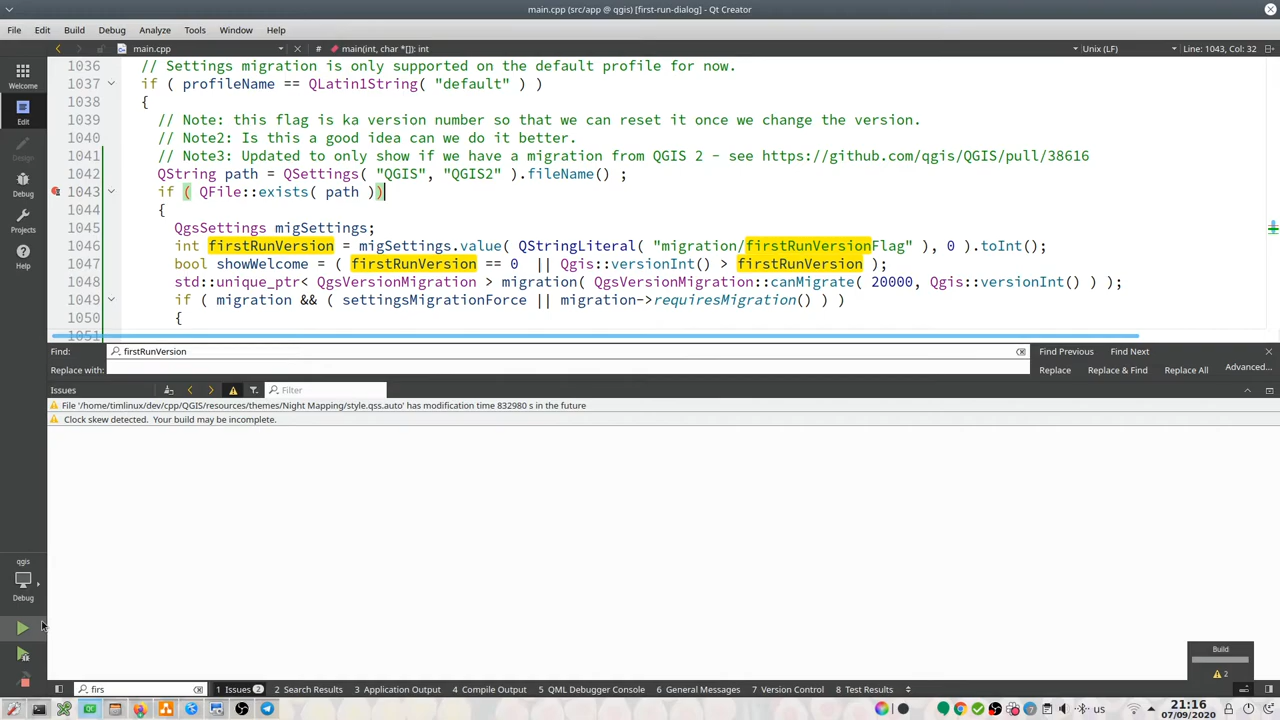 main.cpp (src/app @ qgis) [first-run-dialog] - Qt Creator
File Edit Build Debug Analyze Tools Window Help
main.cpp # main(int, char *[]): int Unix (LF) Line: 1043, Col: 32
1036 // Settings migration is only supported on the default profile for now.
1037 if ( profileName == QLatin1String( "default" ) )
1038 {
1039 // Note: this flag is ka version number so that we can reset it once we change the version.
1040 // Note2: Is this a good idea can we do it better.
1041 // Note3: Updated to only show if we have a migration from QGIS 2 - see https://github.com/qgis/QGIS/pull/38616
1042 QString path = QSettings( "QGIS", "QGIS2" ).fileName() ;
1043 if ( QFile::exists( path ))
1044 {
1045 QgsSettings migSettings;
1046 int firstRunVersion = migSettings.value( QStringLiteral( "migration/firstRunVersionFlag" ), 0 ).toInt();
1047 bool showWelcome = ( firstRunVersion == 0 || Qgis::versionInt() > firstRunVersion );
1048 std::unique_ptr< QgsVersionMigration > migration( QgsVersionMigration::canMigrate( 20000, Qgis::versionInt() ) );
1049 if ( migration && ( settingsMigrationForce || migration->requiresMigration() ) )
1050 {
1051
Find: firstRunVersion Find Previous Find Next
Replace with: Replace Replace & Find Replace All Advanced...
Issues Filter
File '/home/timlinux/dev/cpp/QGIS/resources/themes/Night Mapping/style.qss.auto' has modification time 832980 s in the future
Clock skew detected. Your build may be incomplete.
Welcome
Edit
Design
Debug
Projects
Help
qgis
Debug
Build
2
firs 1 Issues 2 2 Search Results 3 Application Output 4 Compile Output 5 QML Debugger Console 6 General Messages 7 Version Control 8 Test Results
us 21:16
07/09/2020